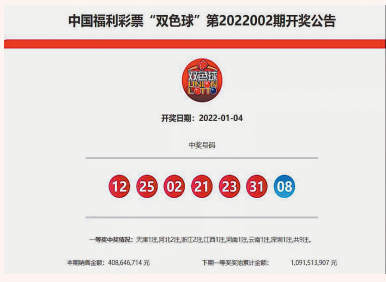 中国福利彩票“双色球”第2022002期开奖公告
双色球
UNION
LOTTO
开奖日期：2022-01-04
中奖号码
12 25 02 21 23 31 08
一等奖中奖情况：天津1注,河北2注,浙江2注,江西1注,河南1注,云南1注,深圳1注,共9注。
本期销售金额：408,646,714 元 下期一等奖奖池累计金额：1,091,513,907 元